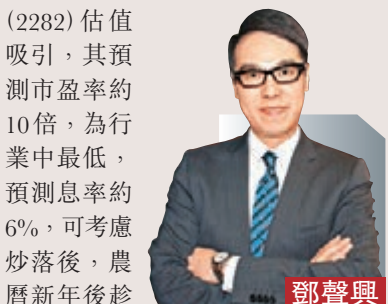 (2282)估值
吸引，其預
測市盈率約
10倍，為行
業中最低，
預測息率約
6%，可考慮
炒落後，農
曆新年後趁
鄧聲興